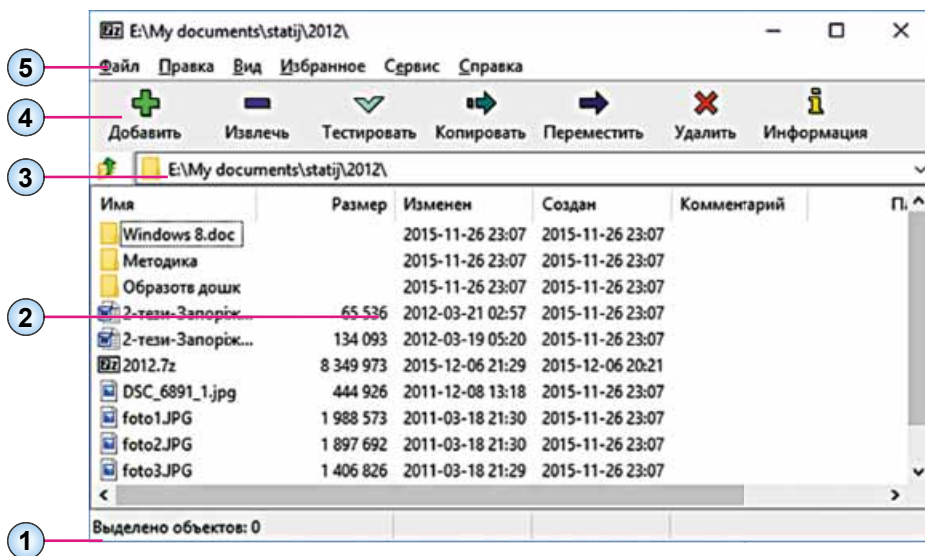 7z E:\My documents\statij\2012\
5
Файл Правка Вид Избранное Сервис Справка
4
Добавить Извлечь Тестировать Копировать Переместить Удалить Информация
3
E:\My documents\statij\2012\
Имя Размер Изменен Создан Комментарий
Windows 8.doc 2015-11-26 23:07 2015-11-26 23:07
Методика 2015-11-26 23:07 2015-11-26 23:07
Образотв дошк 2015-11-26 23:07 2015-11-26 23:07
2
2-тези-Запоріж... 65 536 2012-03-21 02:57 2015-11-26 23:07
2-тези-Запоріж... 134 093 2012-03-19 05:20 2015-11-26 23:07
7z 2012.7z 8 349 973 2015-12-06 21:29 2015-12-06 20:21
DSC_6891_1.jpg 444 926 2011-12-08 13:18 2015-11-26 23:07
foto1.JPG 1 988 573 2011-03-18 21:30 2015-11-26 23:07
foto2.JPG 1 897 692 2011-03-18 21:30 2015-11-26 23:07
foto3.JPG 1 406 826 2011-03-18 21:29 2015-11-26 23:07
Выделено объектов: 0
1